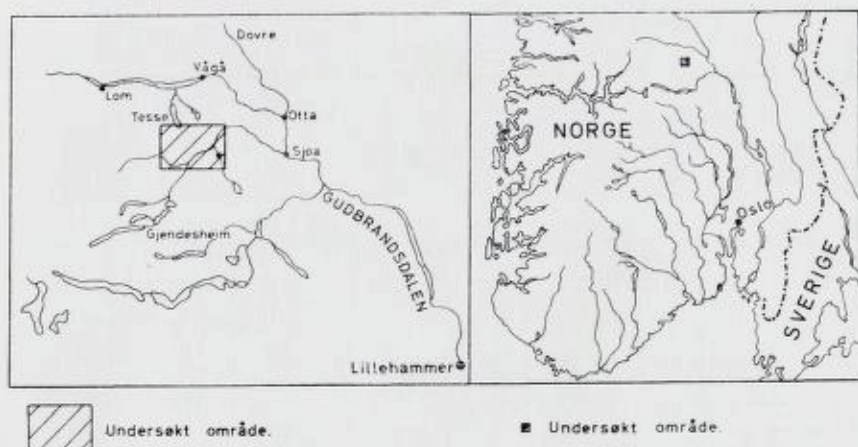 Dovre
Vågå
Lom
Tesse
Otta
Sjoa
Gjendesheim
GUDBRANDSDALEN
Lillehammer
NORGE
Oslo
SVERIGE
Undersøkt område.
Undersøkt område.